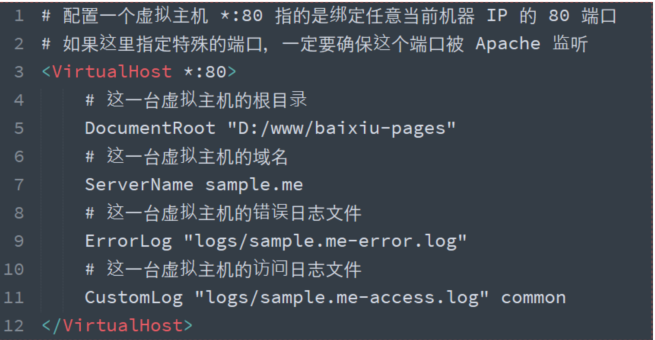 1 # 配置一个虚拟主机 *:80 指的是绑定任意当前机器 IP 的 80 端口
2 # 如果这里指定特殊的端口，一定要确保这个端口被 Apache 监听
3 <VirtualHost *:80>
4 # 这一台虚拟主机的根目录
5 DocumentRoot "D:/www/baixiu-pages"
6 # 这一台虚拟主机的域名
7 ServerName sample.me
8 # 这一台虚拟主机的错误日志文件
9 ErrorLog "logs/sample.me-error.log"
10 # 这一台虚拟主机的访问日志文件
11 CustomLog "logs/sample.me-access.log" common
12 </VirtualHost>